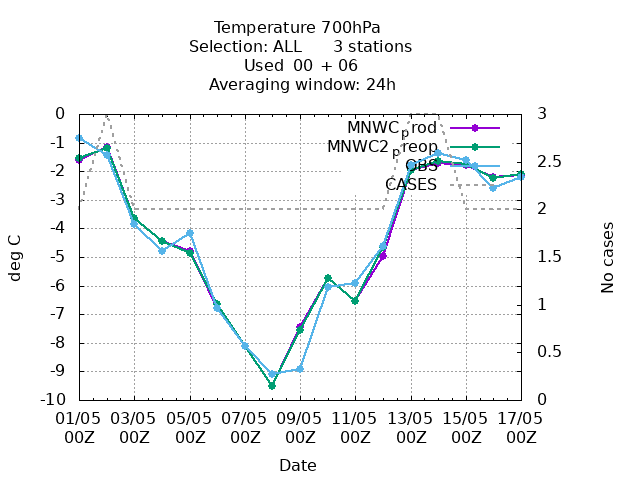 Temperature 700hPa
Selection: ALL 3 stations
Used 00 + 06
Averaging window: 24h
MNWC_prod
MNWC2_preop
OBS
CASES
0
-1
-2
-3
-4
-5
-6
-7
-8
-9
-10
deg C
3
2.5
2
1.5
1
0.5
0
No cases
01/05 03/05 05/05 07/05 09/05 11/05 13/05 15/05 17/05
00Z 00Z 00Z 00Z 00Z 00Z 00Z 00Z 00Z
Date